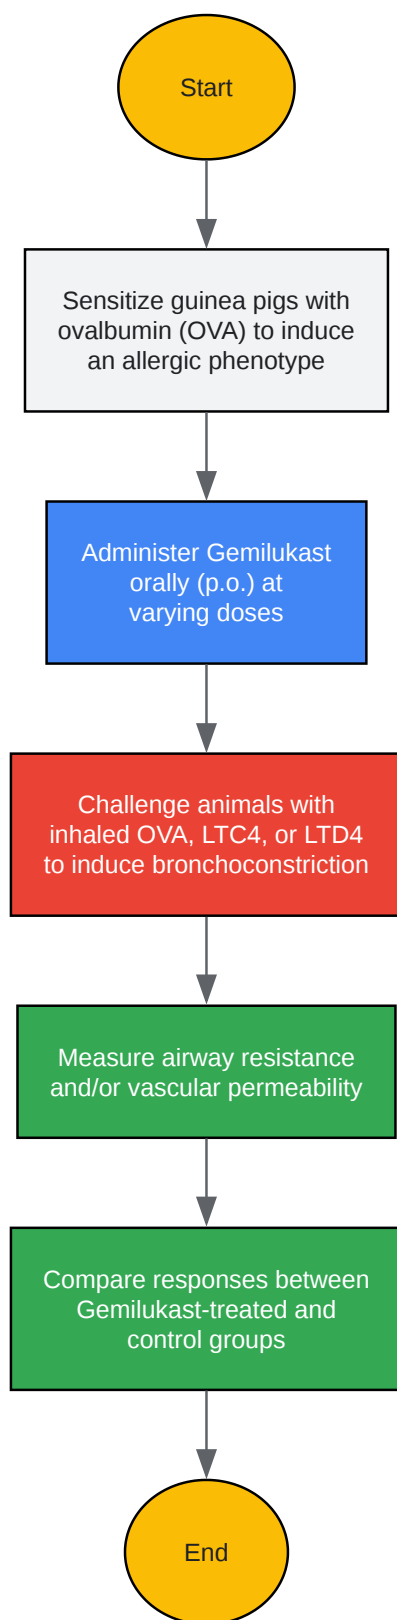 Start
Sensitize guinea pigs with
ovalbumin (OVA) to induce
an allergic phenotype
Administer Gemilukast
orally (p.o.) at
varying doses
Challenge animals with
inhaled OVA, LTC4, or LTD4
to induce bronchoconstriction
Measure airway resistance
and/or vascular permeability
Compare responses between
Gemilukast-treated and
control groups
End